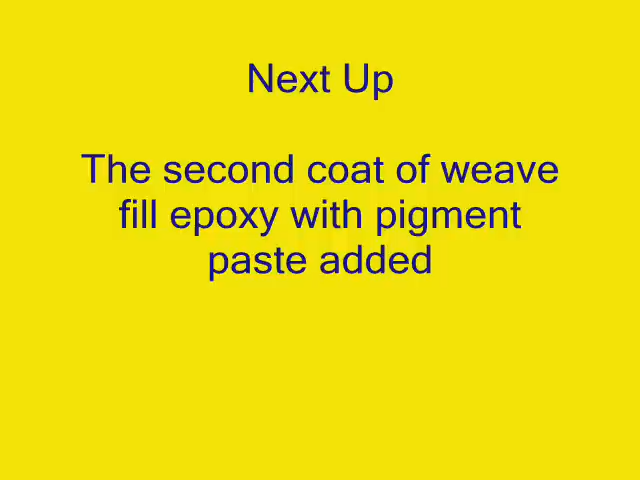 Next Up
The second coat of weave
fill epoxy with pigment
paste added